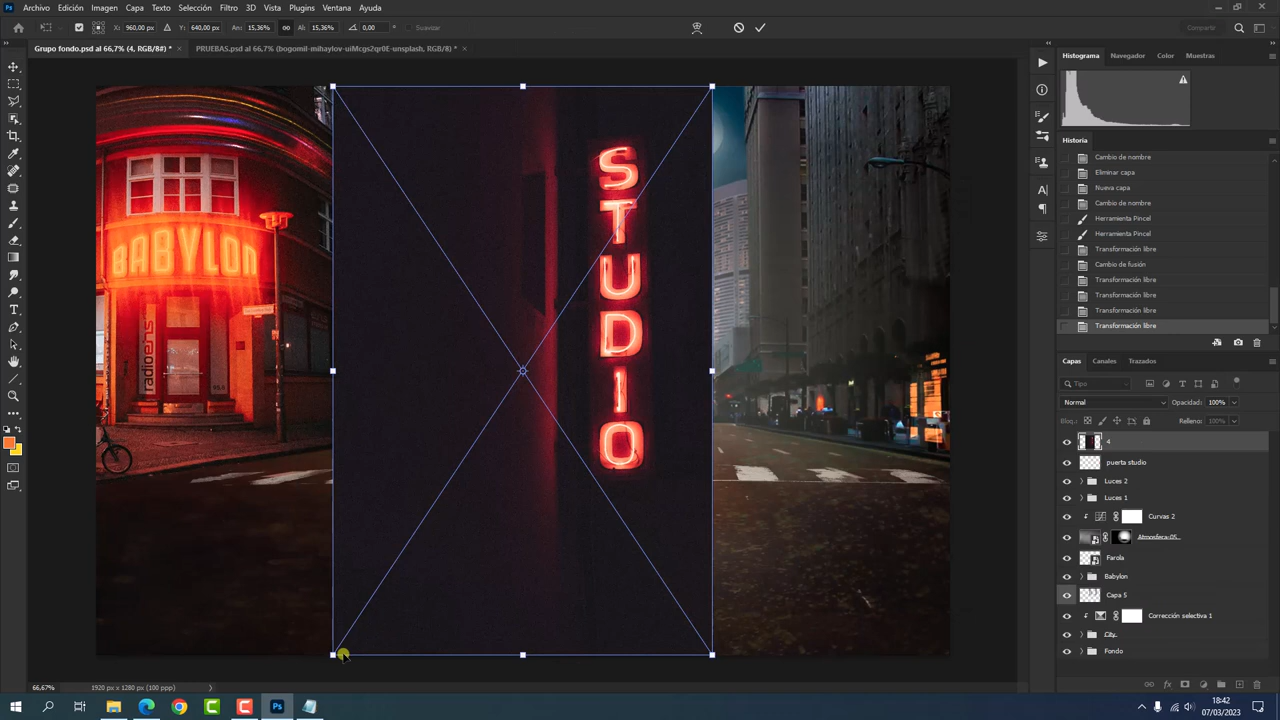 Ps Archivo Edición Imagen Capa Texto Selección Filtro 3D Vista Plugins Ventana Ayuda
X: 960,00 px Y: 640,00 px An: 15,36% Al: 15,36% 0,00 ° Suavizar Compartir
Grupo fondo.psd al 66,7% (4, RGB/8#) * × PRUEBAS.psd al 66,7% (bogomil-mihaylov-uiMcgs2qr0E-unsplash, RGB/8) * ×
Histograma Navegador Color Muestras
Historia
Cambio de nombre
Eliminar capa
Nueva capa
Cambio de nombre
Herramienta Pincel
Herramienta Pincel
Transformación libre
Cambio de fusión
Transformación libre
Transformación libre
Transformación libre
Transformación libre
Capas Canales Trazados
Tipo
Normal Opacidad: 100%
Bloq.: Relleno: 100%
4
puerta studio
Luces 2
Luces 1
Curvas 2
Atmosfera-05
Farola
Babylon
Capa 5
Corrección selectiva 1
City
Fondo
BABYLON
radioeins
STUDIO
66,67% 1920 px x 1280 px (100 ppp)
18:42
07/03/2023